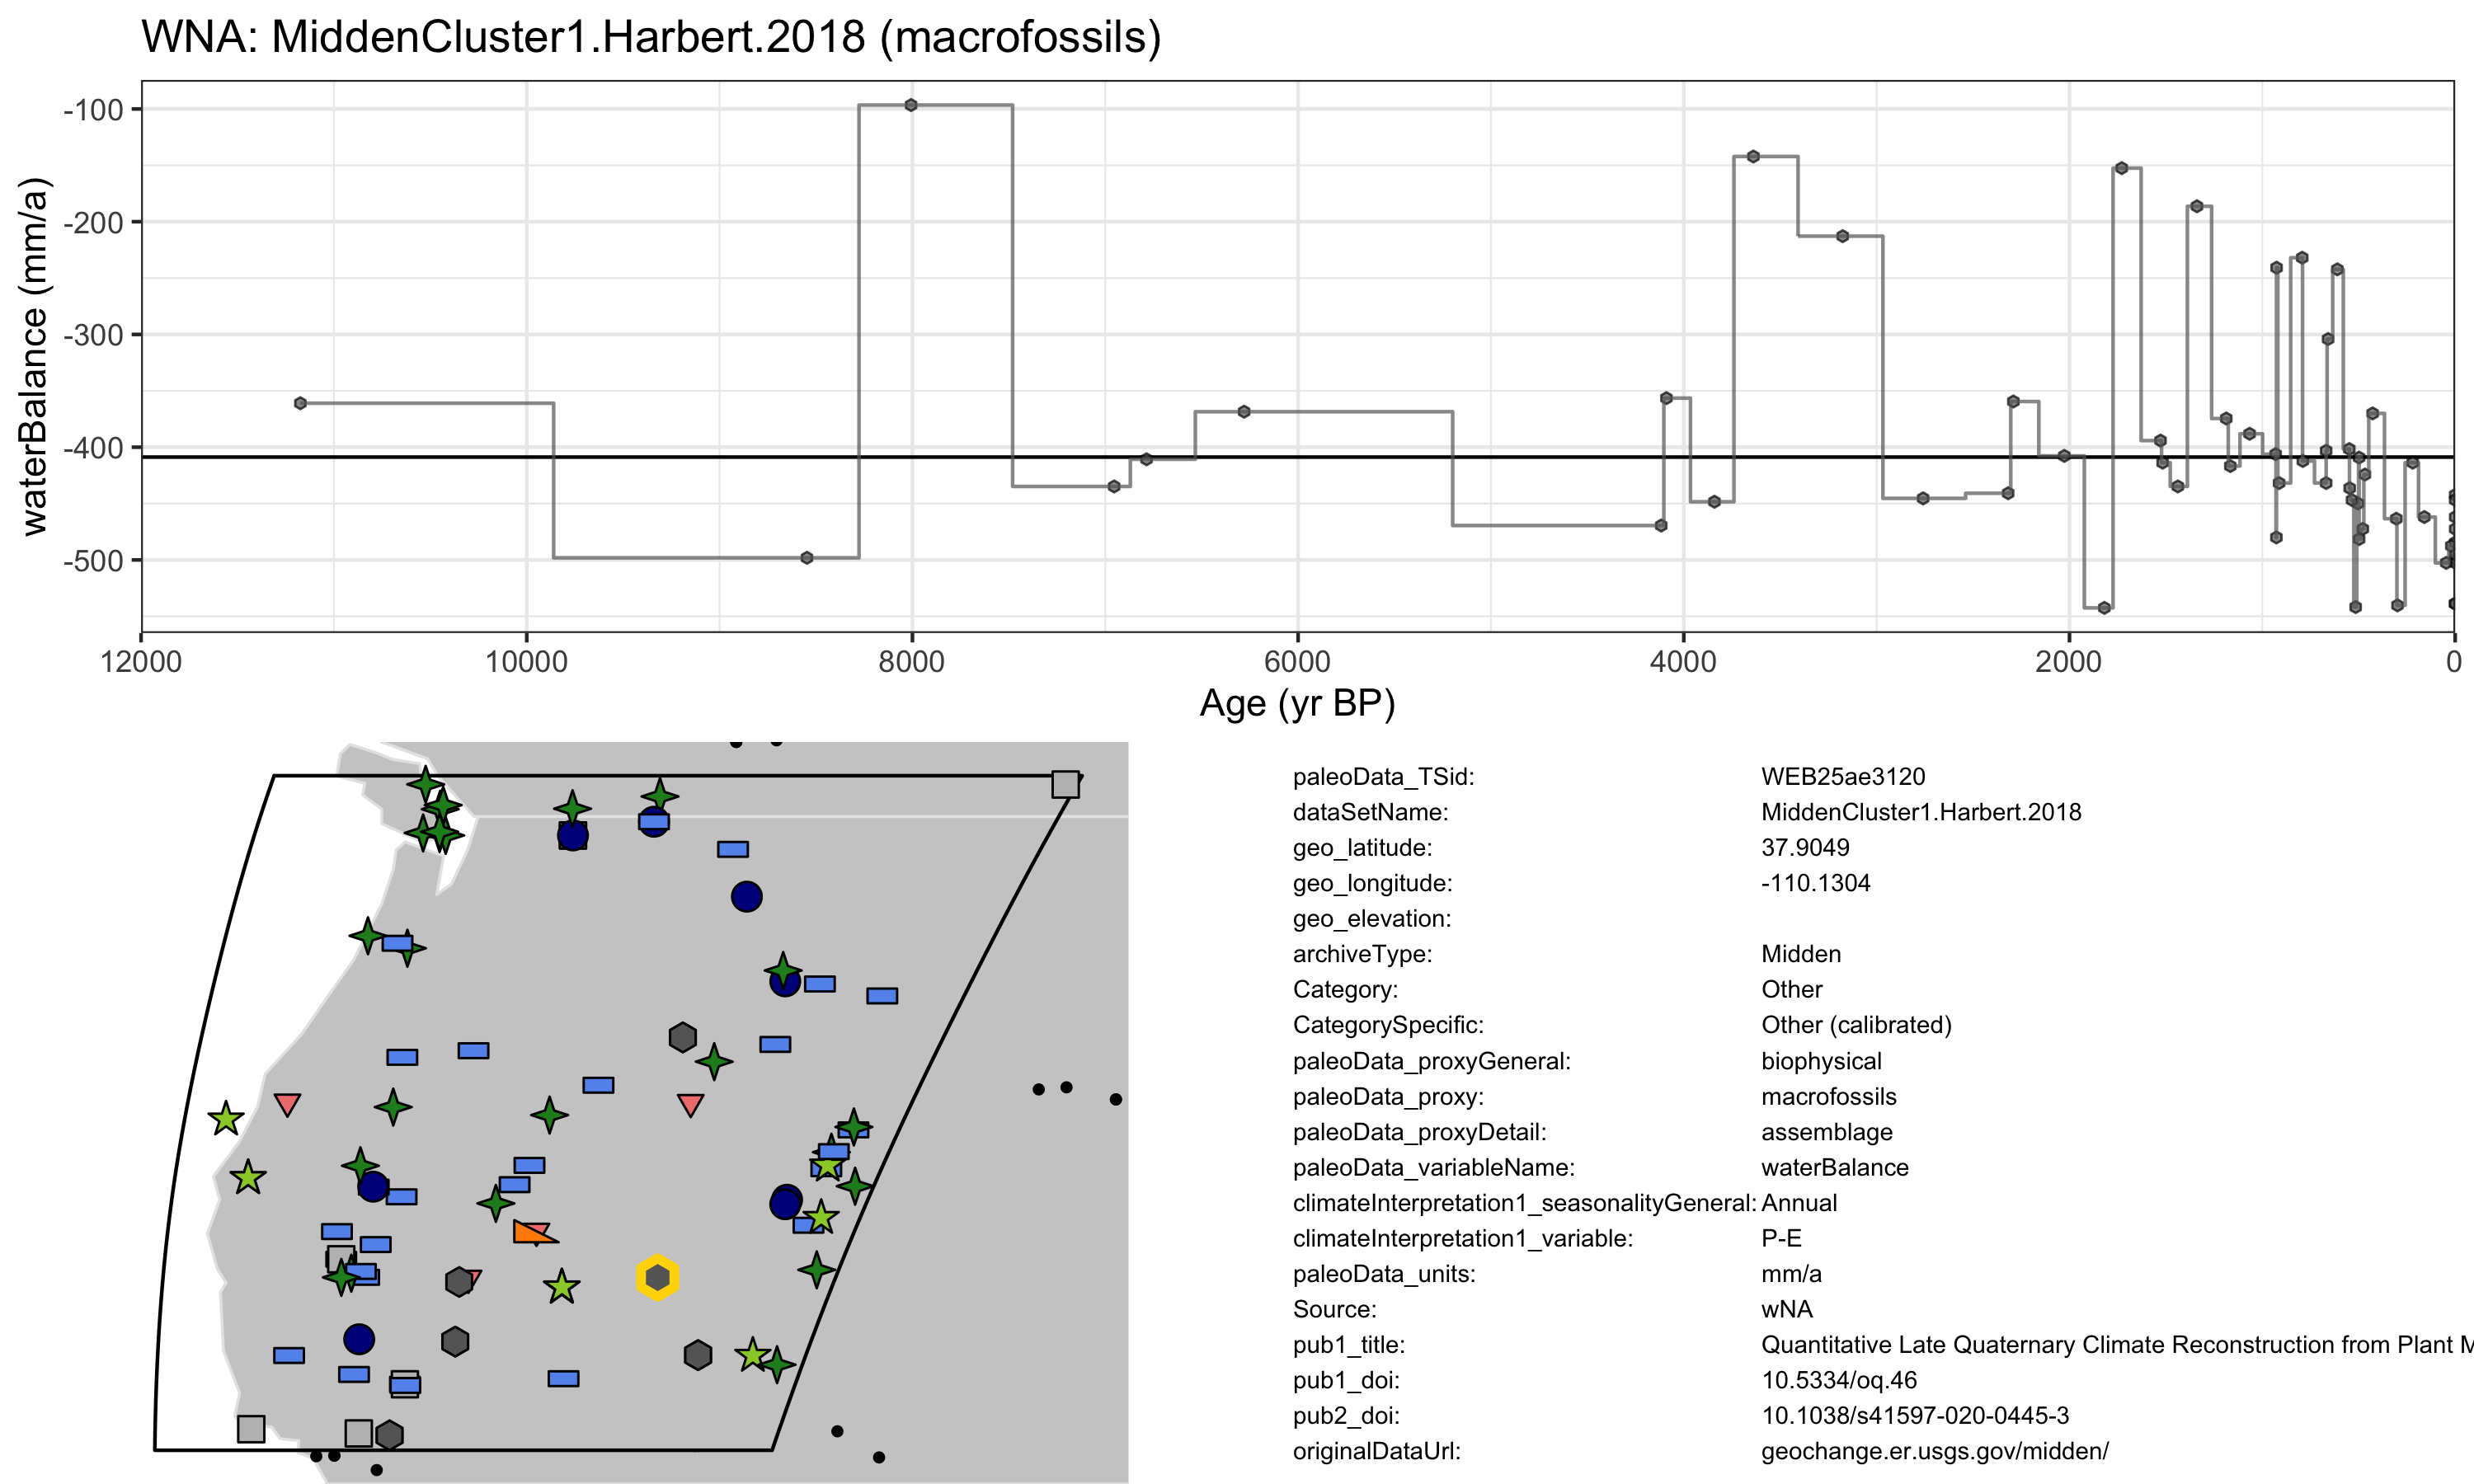 WNA: MiddenCluster1.Harbert.2018 (macrofossils)
waterBalance (mm/a)
-100
-200
-300
-400
-500
12000 10000 8000 6000 4000 2000 0
Age (yr BP)
paleoData_TSid: WEB25ae3120
dataSetName: MiddenCluster1.Harbert.2018
geo_latitude: 37.9049
geo_longitude: -110.1304
geo_elevation:
archiveType: Midden
Category: Other
CategorySpecific: Other (calibrated)
paleoData_proxyGeneral: biophysical
paleoData_proxy: macrofossils
paleoData_proxyDetail: assemblage
paleoData_variableName: waterBalance
climateInterpretation1_seasonalityGeneral: Annual
climateInterpretation1_variable: P-E
paleoData_units: mm/a
Source: wNA
pub1_title: Quantitative Late Quaternary Climate Reconstruction from Plant
pub1_doi: 10.5334/oq.46
pub2_doi: 10.1038/s41597-020-0445-3
originalDataUrl: geochange.er.usgs.gov/midden/